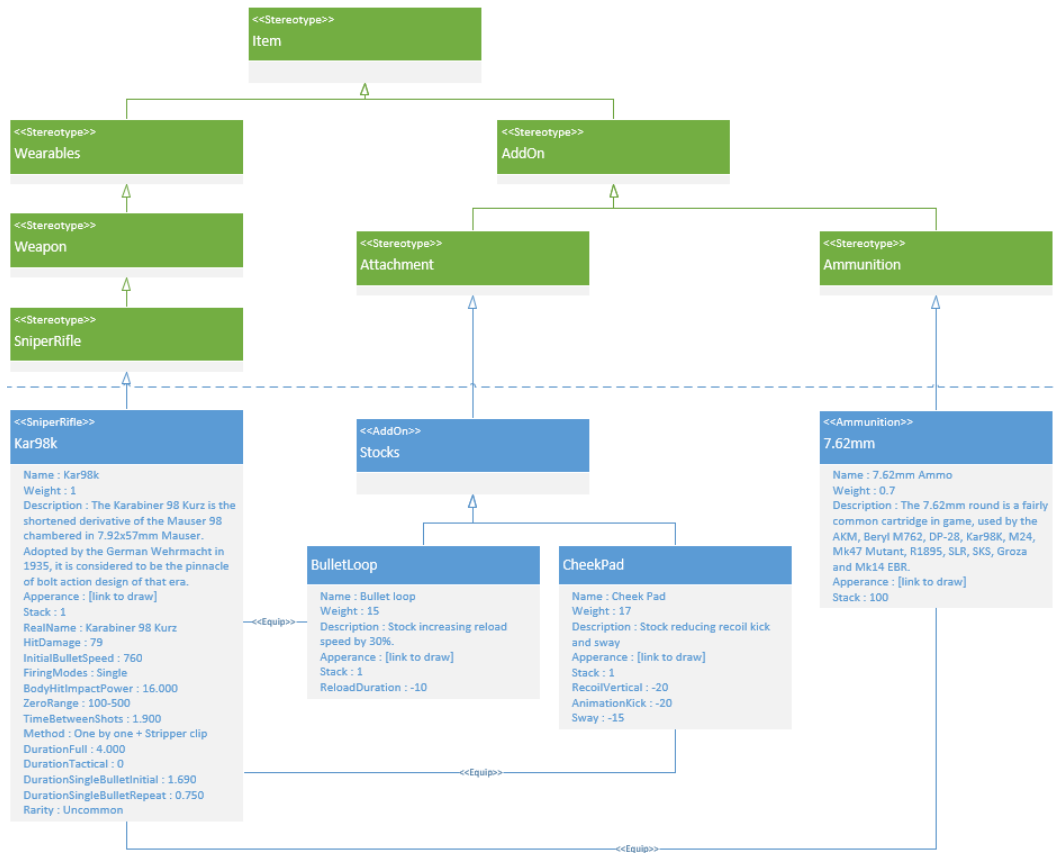 <<Stereotype>>
Item
<<Stereotype>>
Wearables
<<Stereotype>>
AddOn
<<Stereotype>>
Weapon
<<Stereotype>>
Attachment
<<Stereotype>>
Ammunition
<<Stereotype>>
SniperRifle
<<SniperRifle>>
Kar98k
Name : Kar98k
Weight : 1
Description : The Karabiner 98 Kurz is the
shortened derivative of the Mauser 98
chambered in 7.92x57mm Mauser.
Adopted by the German Wehrmacht in
1935, it is considered to be the pinnacle
of bolt action design of that era.
Apperance : [link to draw]
Stack : 1
RealName : Karabiner 98 Kurz
HitDamage : 79
InitialBulletSpeed : 760
FiringModes : Single
BodyHitImpactPower : 16.000
ZeroRange : 100-500
TimeBetweenShots : 1.900
Method : One by one + Stripper clip
DurationFull : 4.000
DurationTactical : 0
DurationSingleBulletInitial : 1.690
DurationSingleBulletRepeat : 0.750
Rarity : Uncommon
<<AddOn>>
Stocks
<<Ammunition>>
7.62mm
Name : 7.62mm Ammo
Weight : 0.7
Description : The 7.62mm round is a fairly
common cartridge in game, used by the
AKM, Beryl M762, DP-28, Kar98K, M24,
Mk47 Mutant, R1895, SLR, SKS, Groza
and Mk14 EBR.
Apperance : [link to draw]
Stack : 100
BulletLoop
Name : Bullet loop
Weight : 15
Description : Stock increasing reload
speed by 30%.
Apperance : [link to draw]
Stack : 1
ReloadDuration : -10
CheekPad
Name : Cheek Pad
Weight : 17
Description : Stock reducing recoil kick
and sway
Apperance : [link to draw]
Stack : 1
RecoilVertical : -20
AnimationKick : -20
Sway : -15
<<Equip>>
<<Equip>>
<<Equip>>